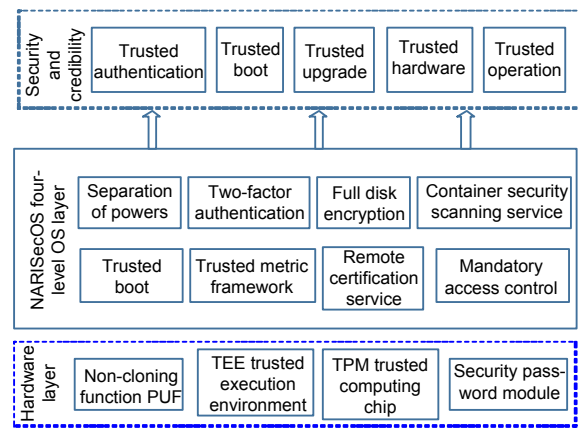 Security
and
credibility
Trusted
authentication
Trusted
boot
Trusted
upgrade
Trusted
hardware
Trusted
operation
NARISecOS four-
level OS layer
Separation
of powers
Two-factor
authentication
Full disk
encryption
Container security
scanning service
Trusted
boot
Trusted metric
framework
Remote
certification
service
Mandatory
access control
Hardware
layer
Non-cloning
function PUF
TEE trusted
execution
environment
TPM trusted
computing
chip
Security pass-
word module